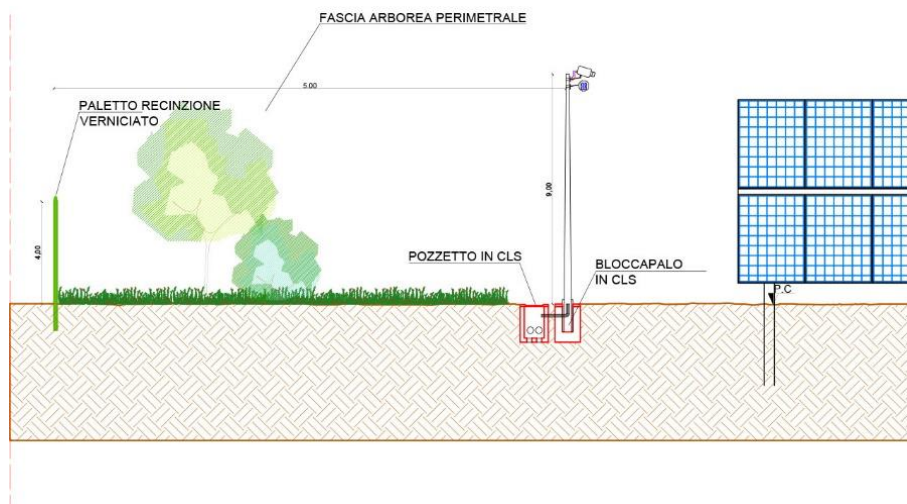 FASCIA ARBOREA PERIMETRALE
5.00
PALETTO RECINZIONE
VERNICIATO
9,00
4,00
POZZETTO IN CLS
BLOCCAPALO
IN CLS
P.C.